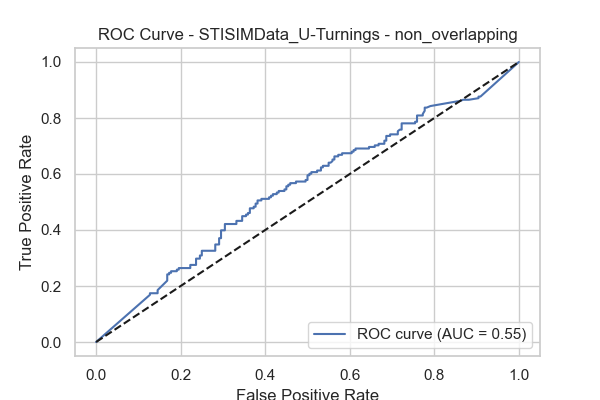 ROC Curve - STISIMData_U-Turnings - non_overlapping
True Positive Rate
1.0
0.8
0.6
0.4
0.2
0.0
ROC curve (AUC = 0.55)
0.0 0.2 0.4 0.6 0.8 1.0
False Positive Rate